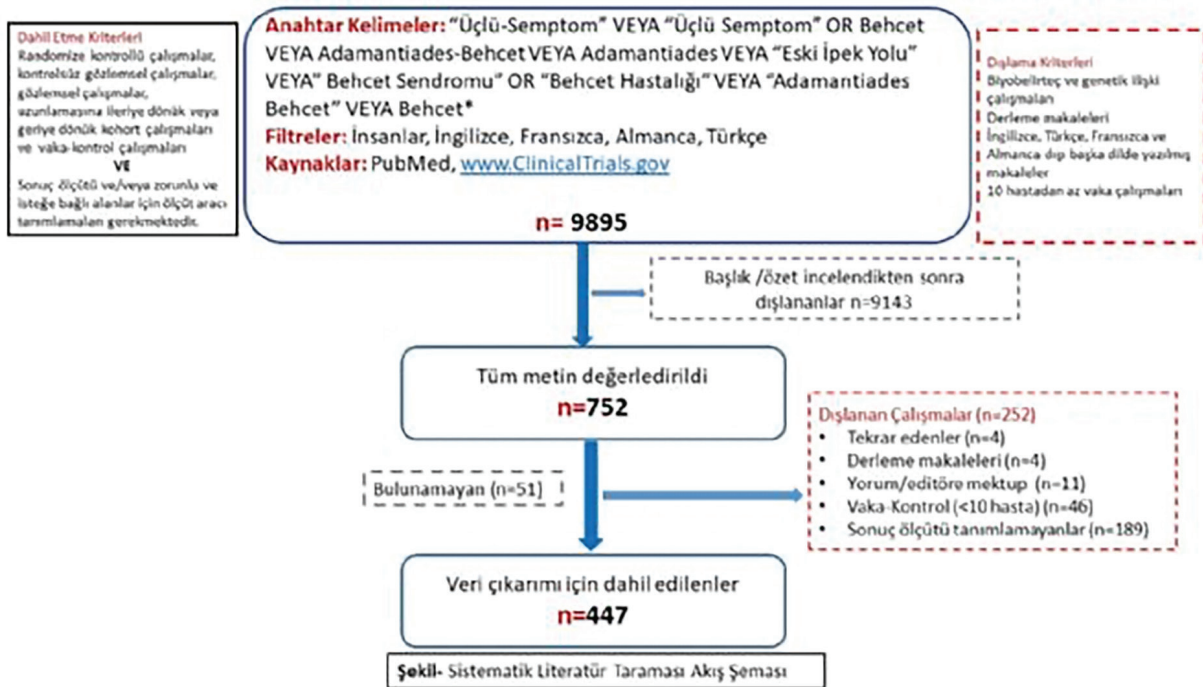 Dahil Etme Kriterleri
Randomize kontrollü çalışmalar,
kontrolsüz gözlemsel çalışmalar,
gözlemsel çalışmalar,
uzunlamasına ileriye dönük veya
geriye dönük kohort çalışmaları
ve vaka-kontrol çalışmaları
VE
Sonuç ölçütü ve/veya zorunlu ve
isteğe bağlı alanlar için ölçüt aracı
tanımlamaları gerekmektedir.
Anahtar Kelimeler: "Üçlü-Semptom" VEYA "Üçlü Semptom" OR Behcet
VEYA Adamantiades-Behcet VEYA Adamantiades VEYA "Eski İpek Yolu"
VEYA" Behcet Sendromu" OR "Behcet Hastalığı" VEYA "Adamantiades
Behcet" VEYA Behcet*
Filtreler: İnsanlar, İngilizce, Fransızca, Almanca, Türkçe
Kaynaklar: PubMed, www.ClinicalTrials.gov
n= 9895
Dışlama Kriterleri
Biyobelirteç ve genetik ilişki
çalışmaları
Derleme makaleleri
İngilizce, Türkçe, Fransızca ve
Almanca dışı başka dilde yazılmış
makaleler
10 hastadan az vaka çalışmaları
Başlık /özet incelendikten sonra
dışlananlar n=9143
Tüm metin değerledirildi
n=752
Bulunamayan (n=51)
Dışlanan Çalışmalar (n=252)
• Tekrar edenler (n=4)
• Derleme makaleleri (n=4)
• Yorum/editöre mektup (n=11)
• Vaka-Kontrol (<10 hasta) (n=46)
• Sonuç ölçütü tanımlamayanlar (n=189)
Veri çıkarımı için dahil edilenler
n=447
Şekil- Sistematik Literatür Taraması Akış Şeması